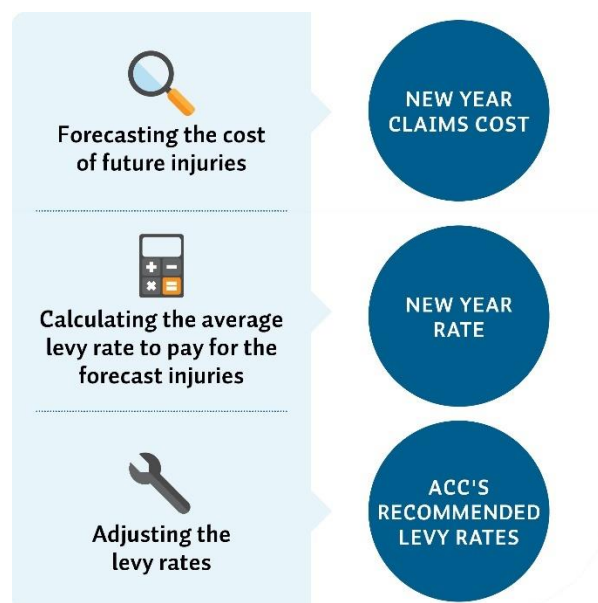 Forecasting the cost
of future injuries
NEW YEAR
CLAIMS COST
Calculating the average
levy rate to pay for the
forecast injuries
NEW YEAR
RATE
Adjusting the
levy rates
ACC'S
RECOMMENDED
LEVY RATES